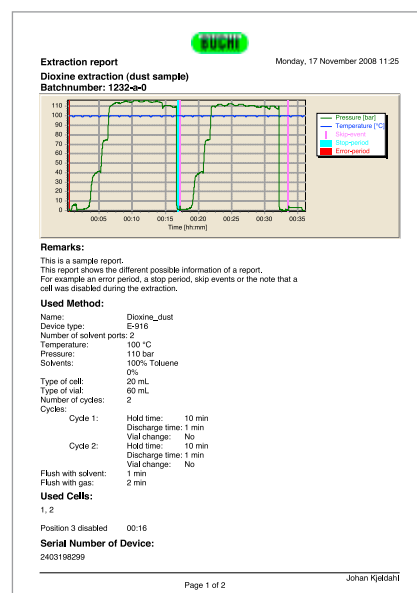 BUCHI
Extraction report
Monday, 17 November 2008 11:25
Dioxine extraction (dust sample)
Batchnumber: 1232-a-0
110
100
90
80
70
60
50
40
30
20
10
0
00:05 00:10 00:15 00:20 00:25 00:30 00:35
Time [hh:mm]
Pressure [bar]
Temperature [°C]
Skip-event
Stop-period
Error-period
Remarks:
This is a sample report.
This report shows the different possible information of a report.
For example an error period, a stop period, skip events or the note that a
cell was disabled during the extraction.
Used Method:
Name: Dioxine_dust
Device type: E-916
Number of solvent ports: 2
Temperature: 100 °C
Pressure: 110 bar
Solvents: 100% Toluene
0%
Type of cell: 20 mL
Type of vial: 60 mL
Number of cycles: 2
Cycles:
Cycle 1: Hold time: 10 min
Discharge time: 1 min
Vial change: No
Cycle 2: Hold time: 10 min
Discharge time: 1 min
Vial change: No
Flush with solvent: 1 min
Flush with gas: 2 min
Used Cells:
1, 2
Position 3 disabled 00:16
Serial Number of Device:
2403198299
Johan Kjeldahl
Page 1 of 2